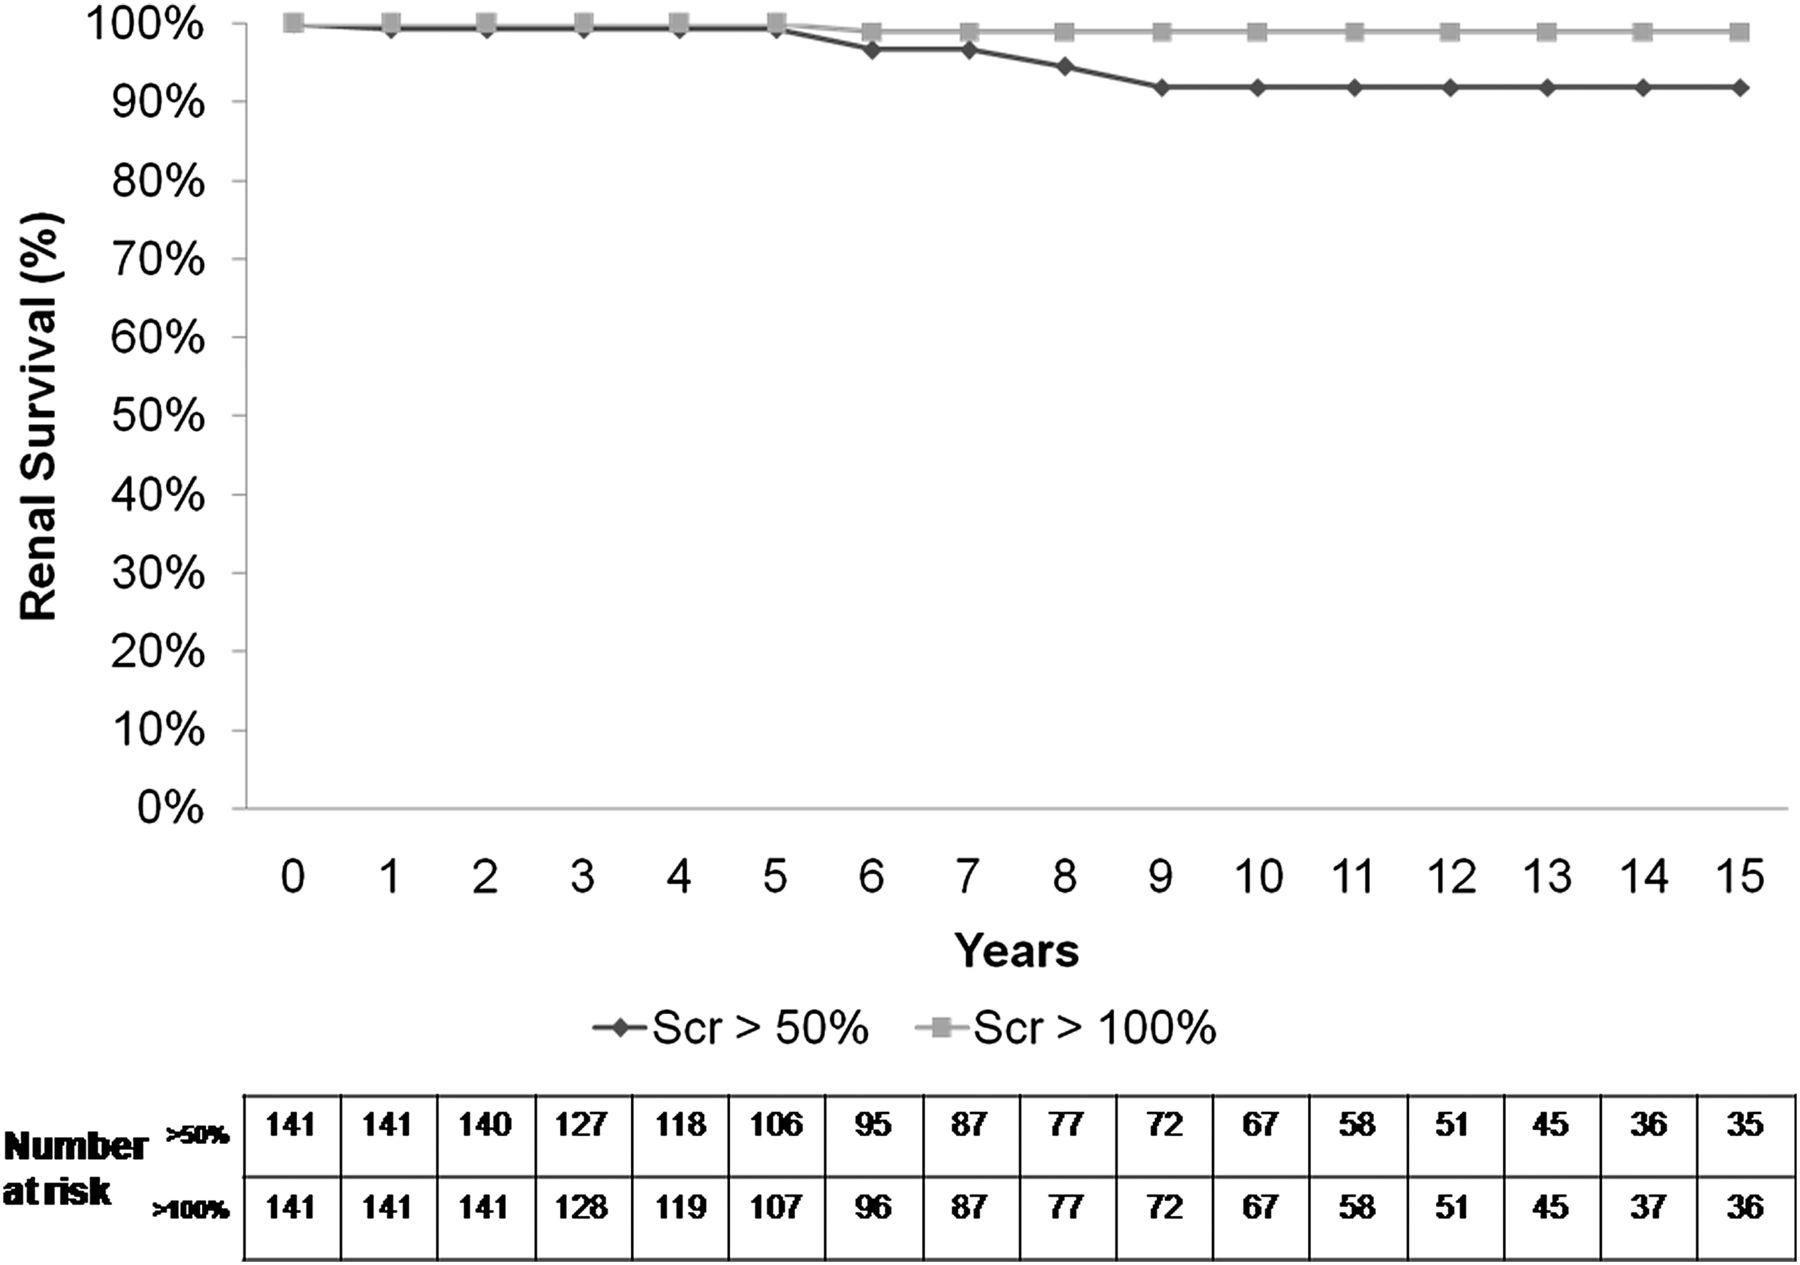 100%
90%
80%
70%
60%
50%
40%
30%
20%
10%
0%
Renal Survival (%)
0 1 2 3 4 5 6 7 8 9 10 11 12 13 14 15
Years
Scr > 50% Scr > 100%
Number at risk
>50% 141 141 140 127 118 106 95 87 77 72 67 58 51 45 36 35
>100% 141 141 141 128 119 107 96 87 77 72 67 58 51 45 37 36